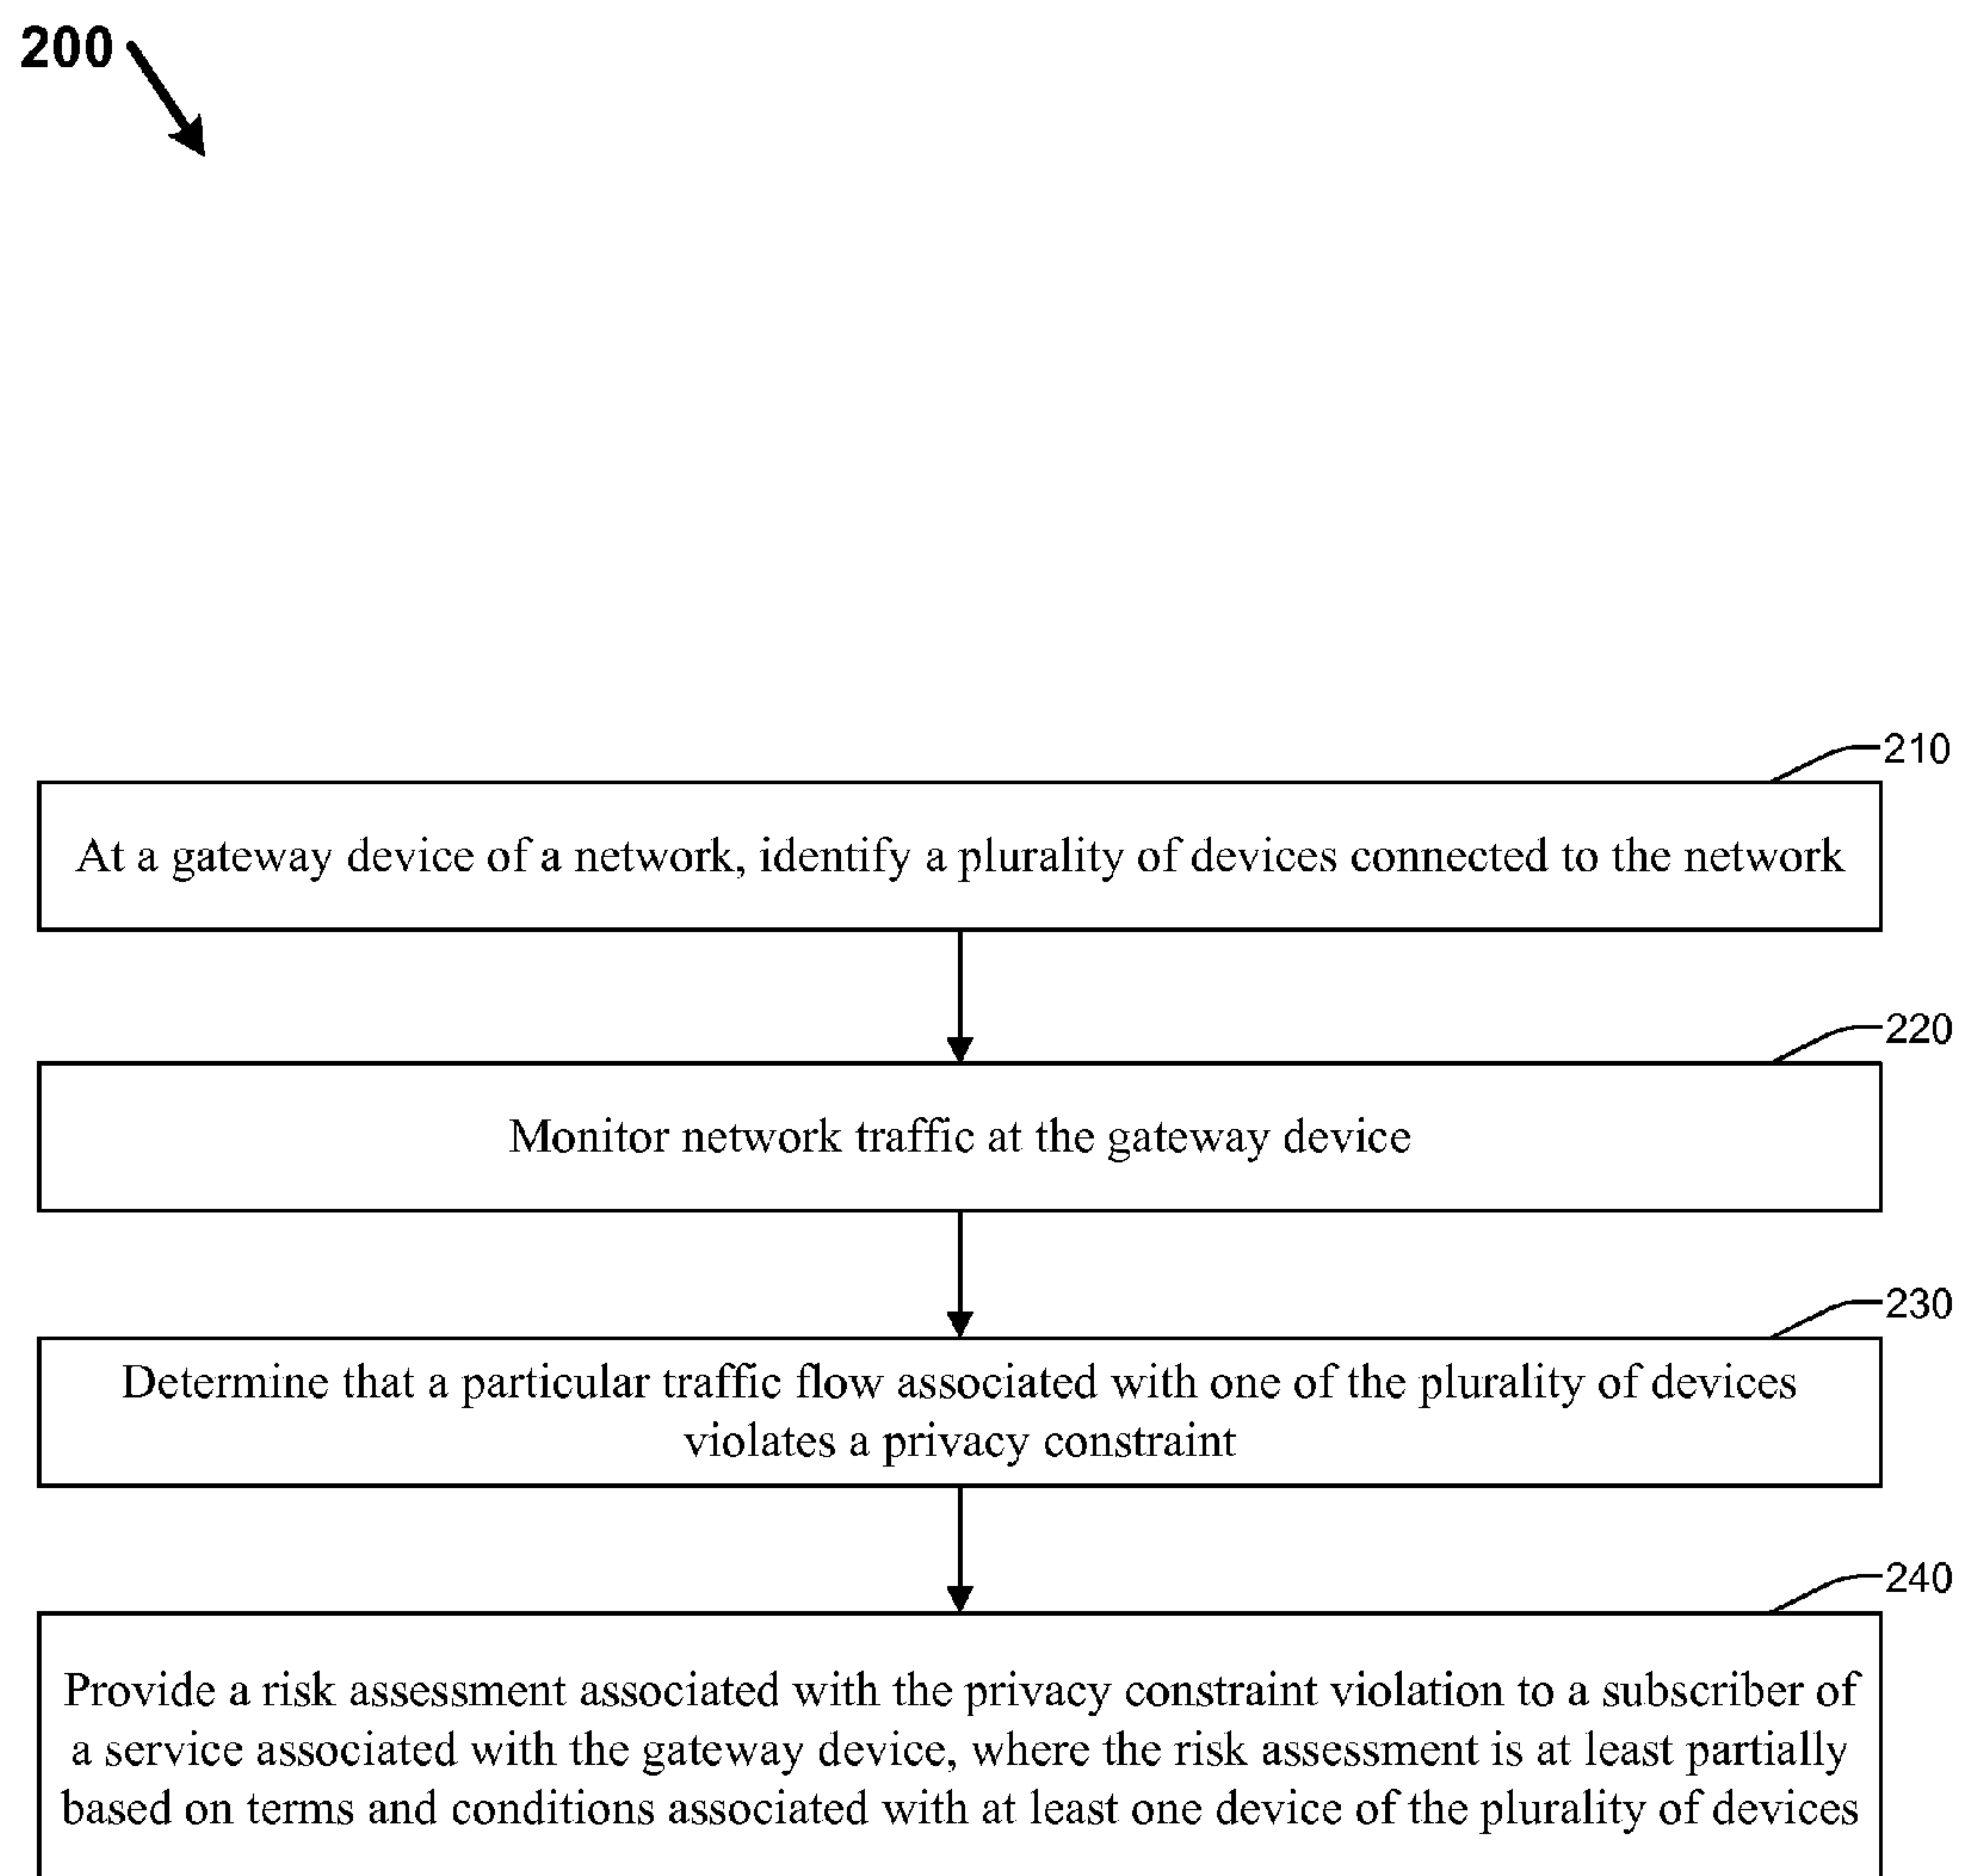 200
210
At a gateway device of a network, identify a plurality of devices connected to the network
220
Monitor network traffic at the gateway device
230
Determine that a particular traffic flow associated with one of the plurality of devices
violates a privacy constraint
240
Provide a risk assessment associated with the privacy constraint violation to a subscriber of
a service associated with the gateway device, where the risk assessment is at least partially
based on terms and conditions associated with at least one device of the plurality of devices